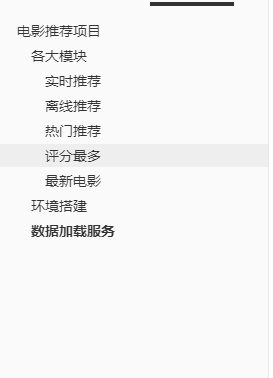 电影推荐项目
各大模块
实时推荐
离线推荐
热门推荐
评分最多
最新电影
环境搭建
数据加载服务